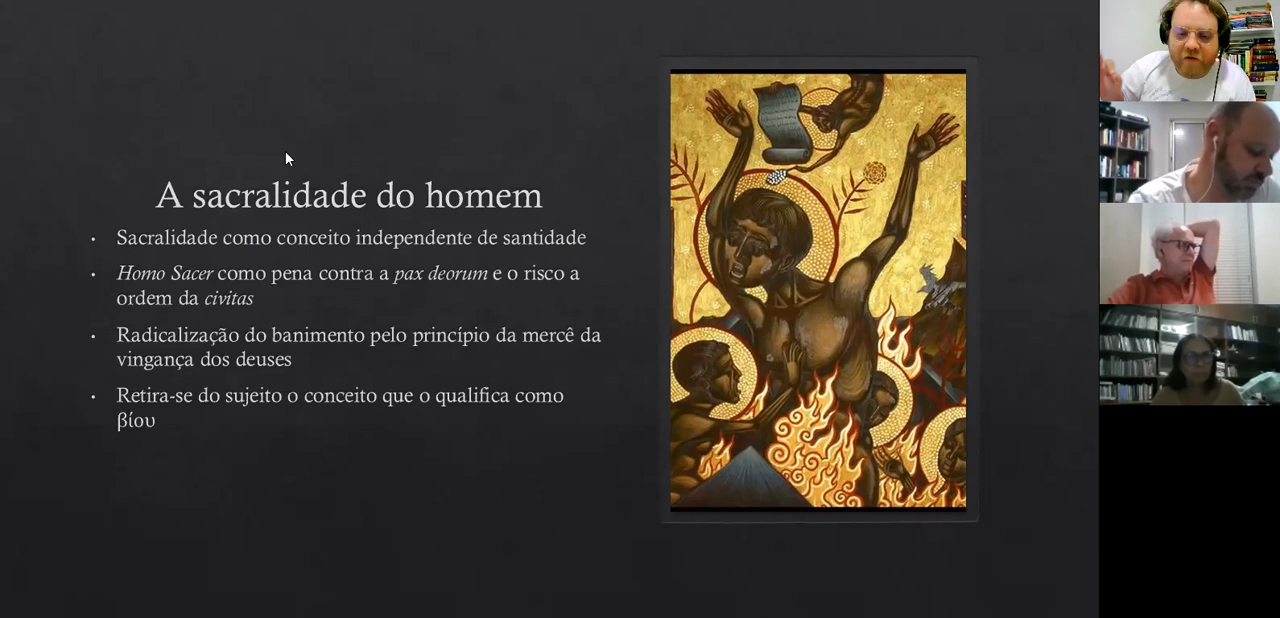 A sacralidade do homem
• Sacralidade como conceito independente de santidade
• Homo Sacer como pena contra a pax deorum e o risco a
ordem da civitas
• Radicalização do banimento pelo princípio da mercê da
vingança dos deuses
• Retira-se do sujeito o conceito que o qualifica como
βίου